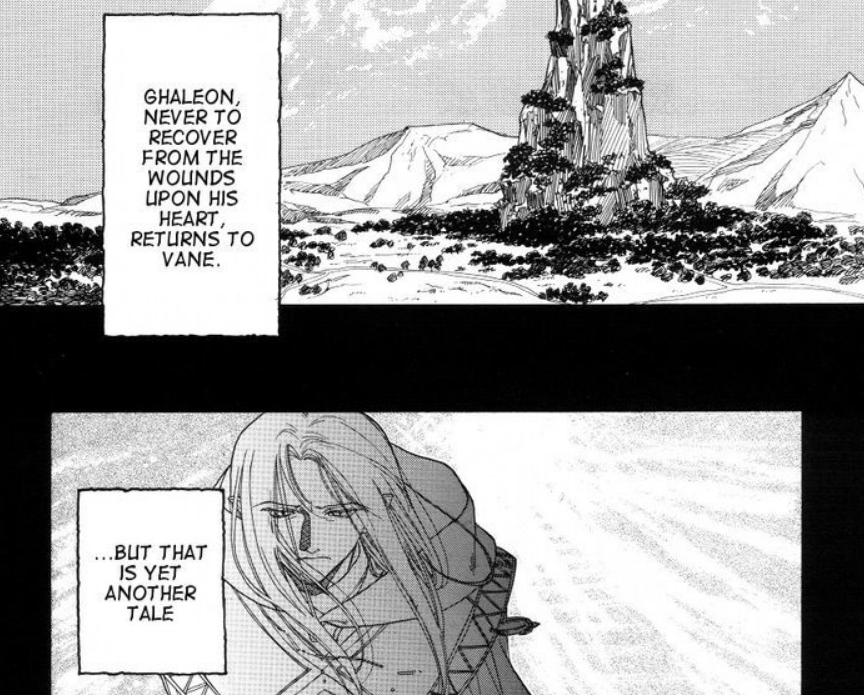 GHALEON,
NEVER TO
RECOVER
FROM THE
WOUNDS
UPON HIS
HEART,
RETURNS TO
VANE.
...BUT THAT
IS YET
ANOTHER
TALE